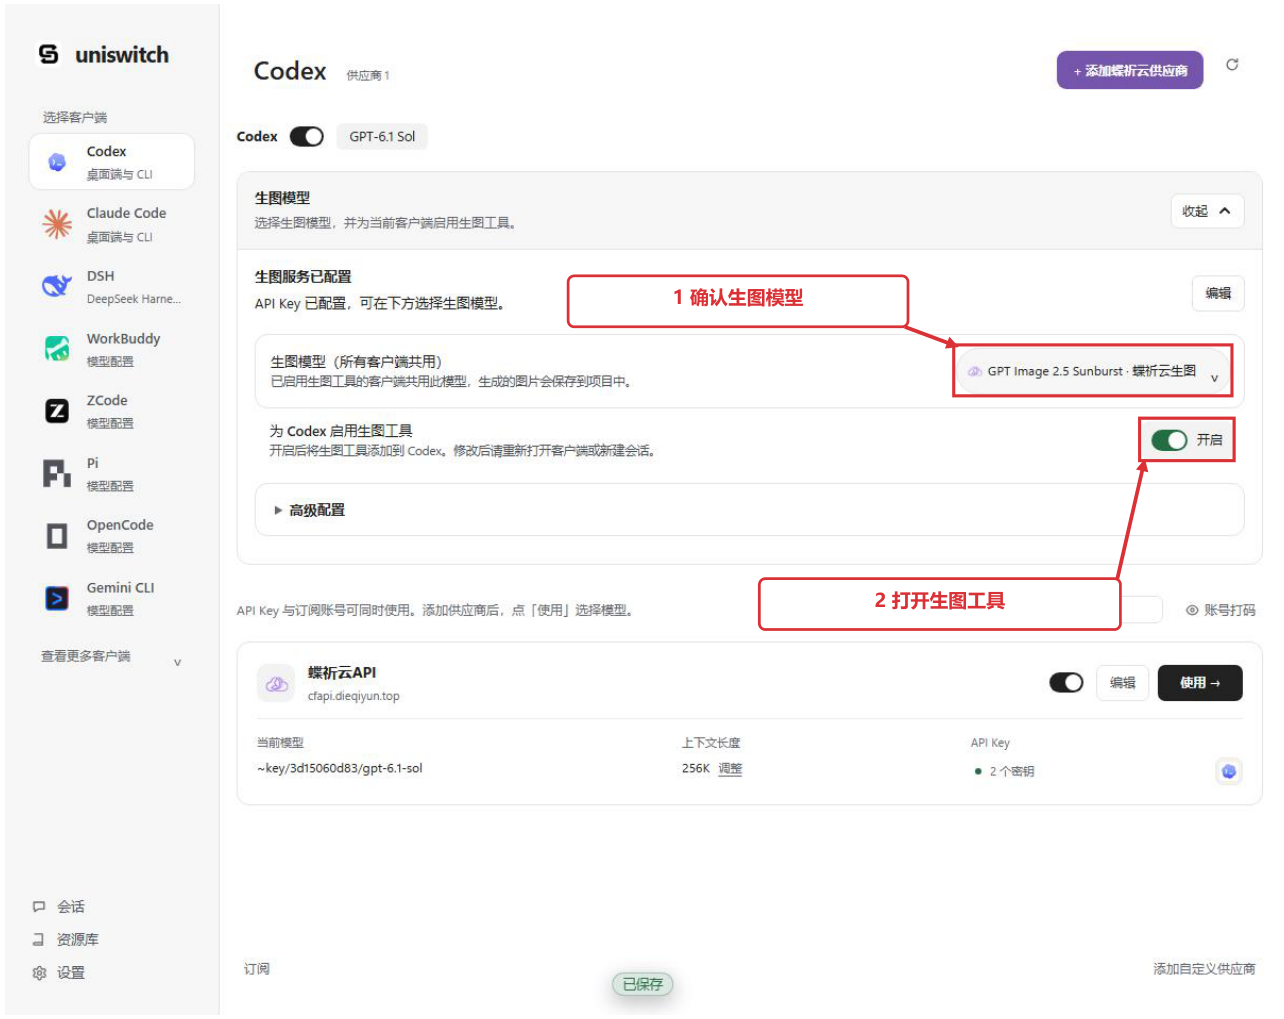 uniswitch
选择客户端
Codex
桌面端与 CLI
Claude Code
桌面端与 CLI
DSH
DeepSeek Harne...
WorkBuddy
模型配置
ZCode
模型配置
Pi
模型配置
OpenCode
模型配置
Gemini CLI
模型配置
查看更多客户端
会话
资源库
设置
Codex 供应商 1
+ 添加蝶祈云供应商
Codex GPT-6.1 Sol
生图模型
选择生图模型，并为当前客户端启用生图工具。
收起
生图服务已配置
API Key 已配置，可在下方选择生图模型。
编辑
1 确认生图模型
生图模型（所有客户端共用）
已启用生图工具的客户端共用此模型，生成的图片会保存到项目中。
GPT Image 2.5 Sunburst · 蝶祈云生图
为 Codex 启用生图工具
开启后将生图工具添加到 Codex。修改后请重新打开客户端或新建会话。
开启
高级配置
2 打开生图工具
API Key 与订阅账号可同时使用。添加供应商后，点「使用」选择模型。
账号打码
蝶祈云API
cfapi.dieqiyun.top
编辑
使用 →
当前模型
~key/3d15060d83/gpt-6.1-sol
上下文长度
256K 调整
API Key
2 个密钥
订阅
已保存
添加自定义供应商